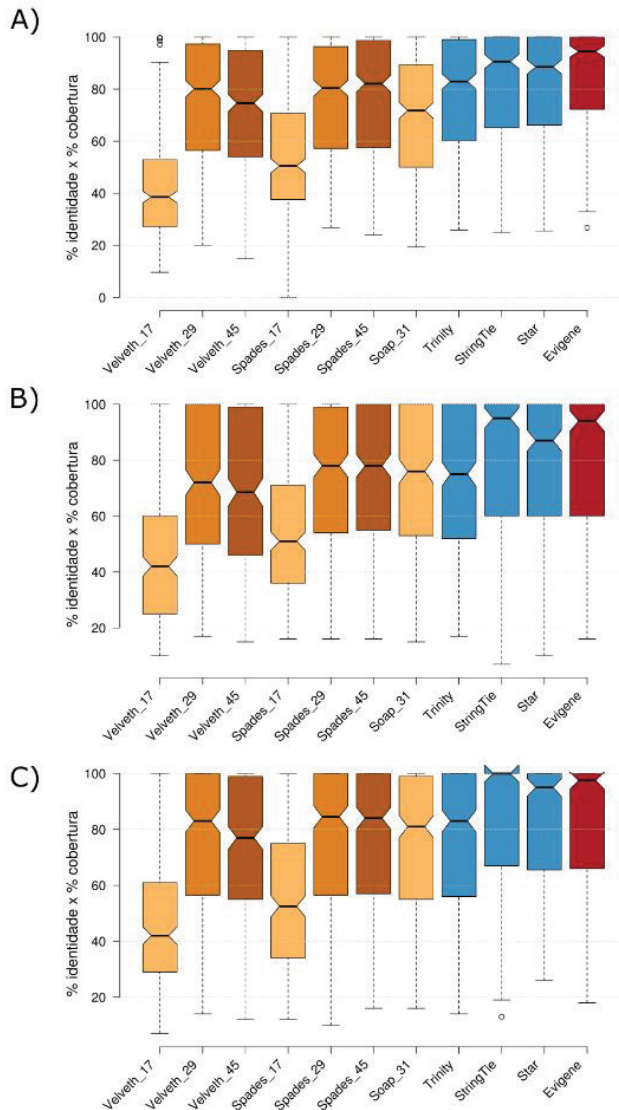 A)
% identidade x % cobertura
100
80
60
40
20
0
Velveth_17
Velveth_29
Velveth_45
Spades_17
Spades_29
Spades_45
Soap_31
Trinity
StringTie
Star
Evigene
B)
% identidade x % cobertura
100
80
60
40
20
Velveth_17
Velveth_29
Velveth_45
Spades_17
Spades_29
Spades_45
Soap_31
Trinity
StringTie
Star
Evigene
C)
% identidade x % cobertura
100
80
60
40
20
Velveth_17
Velveth_29
Velveth_45
Spades_17
Spades_29
Spades_45
Soap_31
Trinity
StringTie
Star
Evigene